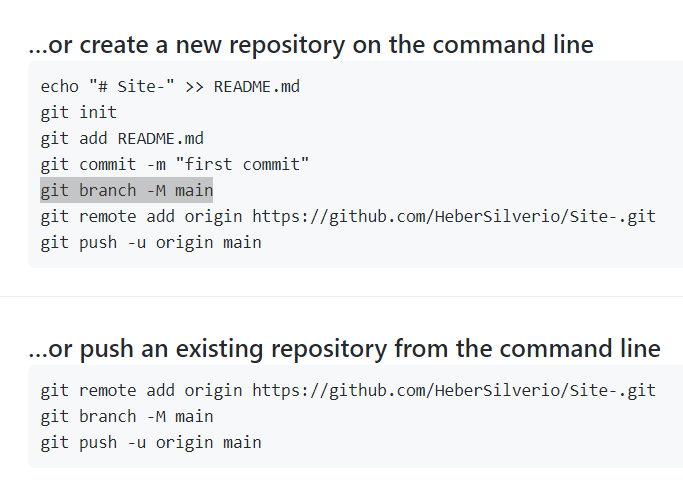 ...or create a new repository on the command line
echo "# Site-" >> README.md
git init
git add README.md
git commit -m "first commit"
git branch -M main
git remote add origin https://github.com/HeberSilverio/Site-.git
git push -u origin main
...or push an existing repository from the command line
git remote add origin https://github.com/HeberSilverio/Site-.git
git branch -M main
git push -u origin main